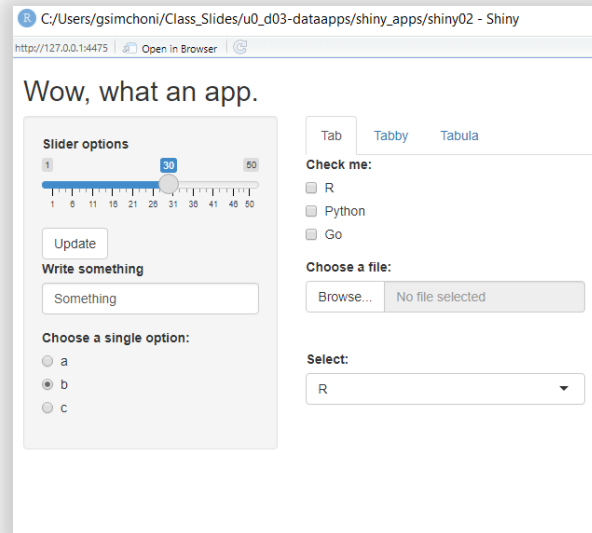 R C:/Users/gsimchoni/Class_Slides/u0_d03-dataapps/shiny_apps/shiny02 - Shiny
http://127.0.0.1:4475 Open in Browser
Wow, what an app.
Slider options
1 30 50
1 6 11 16 21 26 31 36 41 46 50
Update
Write something
Something
Choose a single option:
a
b
c
Tab Tabby Tabula
Check me:
R
Python
Go
Choose a file:
Browse... No file selected
Select:
R